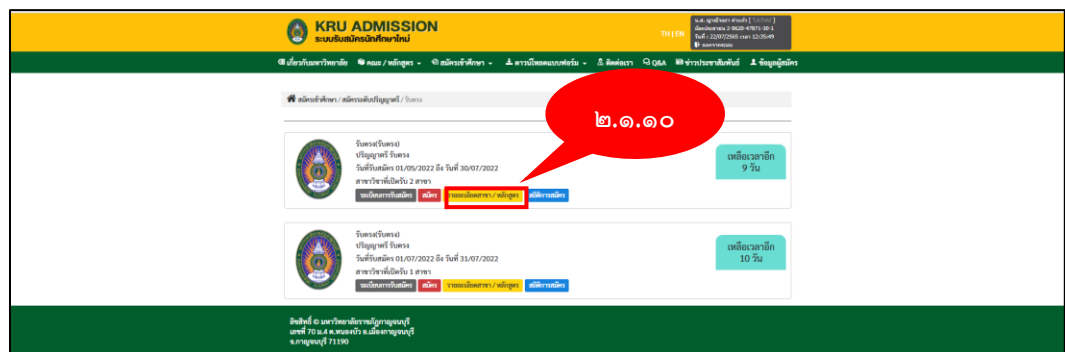 KRU ADMISSION
ระบบรับสมัครนักศึกษาใหม่
TH | EN
วันที่ : 22/07/2565 เวลา 12:35:49
ออกจากระบบ
เกี่ยวกับมหาวิทยาลัย คณะ / หลักสูตร สมัครเข้าศึกษา ดาวน์โหลดแบบฟอร์ม ติดต่อเรา Q&A ข่าวประชาสัมพันธ์ ข้อมูลผู้สมัคร
สมัครเข้าศึกษา / สมัครระดับปริญญาตรี / รับตรง
๒.๑.๑๐
รับตรง(รับตรง)
ปริญญาตรี รับตรง
วันที่รับสมัคร 01/05/2022 ถึง วันที่ 30/07/2022
สาขาวิชาที่เปิดรับ 2 สาขา
ระเบียบการรับสมัคร สมัคร รายละเอียดสาขา / หลักสูตร สถิติการสมัคร
เหลือเวลาอีก
9 วัน
รับตรง(รับตรง)
ปริญญาตรี รับตรง
วันที่รับสมัคร 01/07/2022 ถึง วันที่ 31/07/2022
สาขาวิชาที่เปิดรับ 1 สาขา
ระเบียบการรับสมัคร สมัคร รายละเอียดสาขา / หลักสูตร สถิติการสมัคร
เหลือเวลาอีก
10 วัน
ลิขสิทธิ์ © มหาวิทยาลัยราชภัฏกาญจนบุรี
เลขที่ 70 ม.4 ต.หนองบัว อ.เมืองกาญจนบุรี
จ.กาญจนบุรี 71190